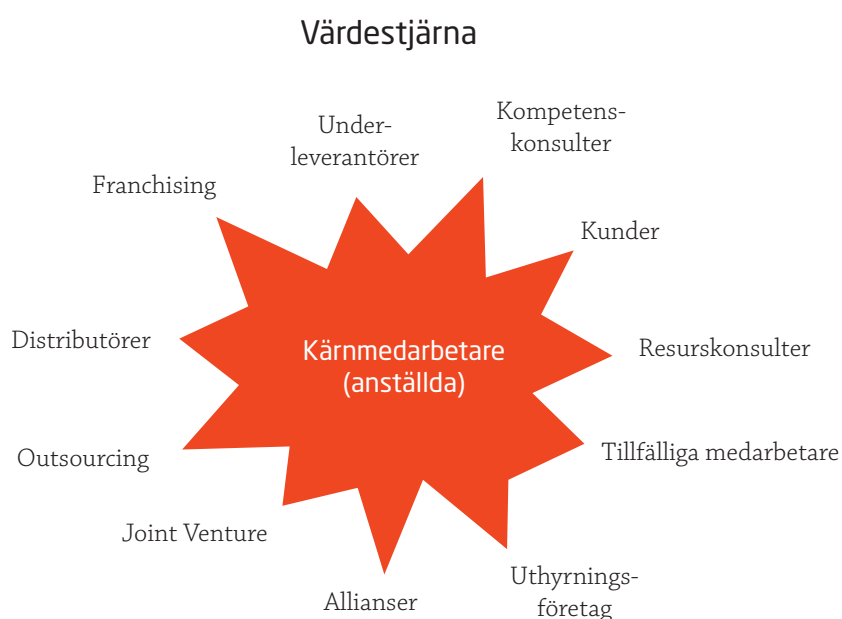 Värdestjärna
Kompetens-
konsulter
Under-
leverantörer
Franchising
Kunder
Distributörer
Kärnmedarbetare
(anställda)
Resurskonsulter
Outsourcing
Tillfälliga medarbetare
Joint Venture
Uthyrnings-
företag
Allianser